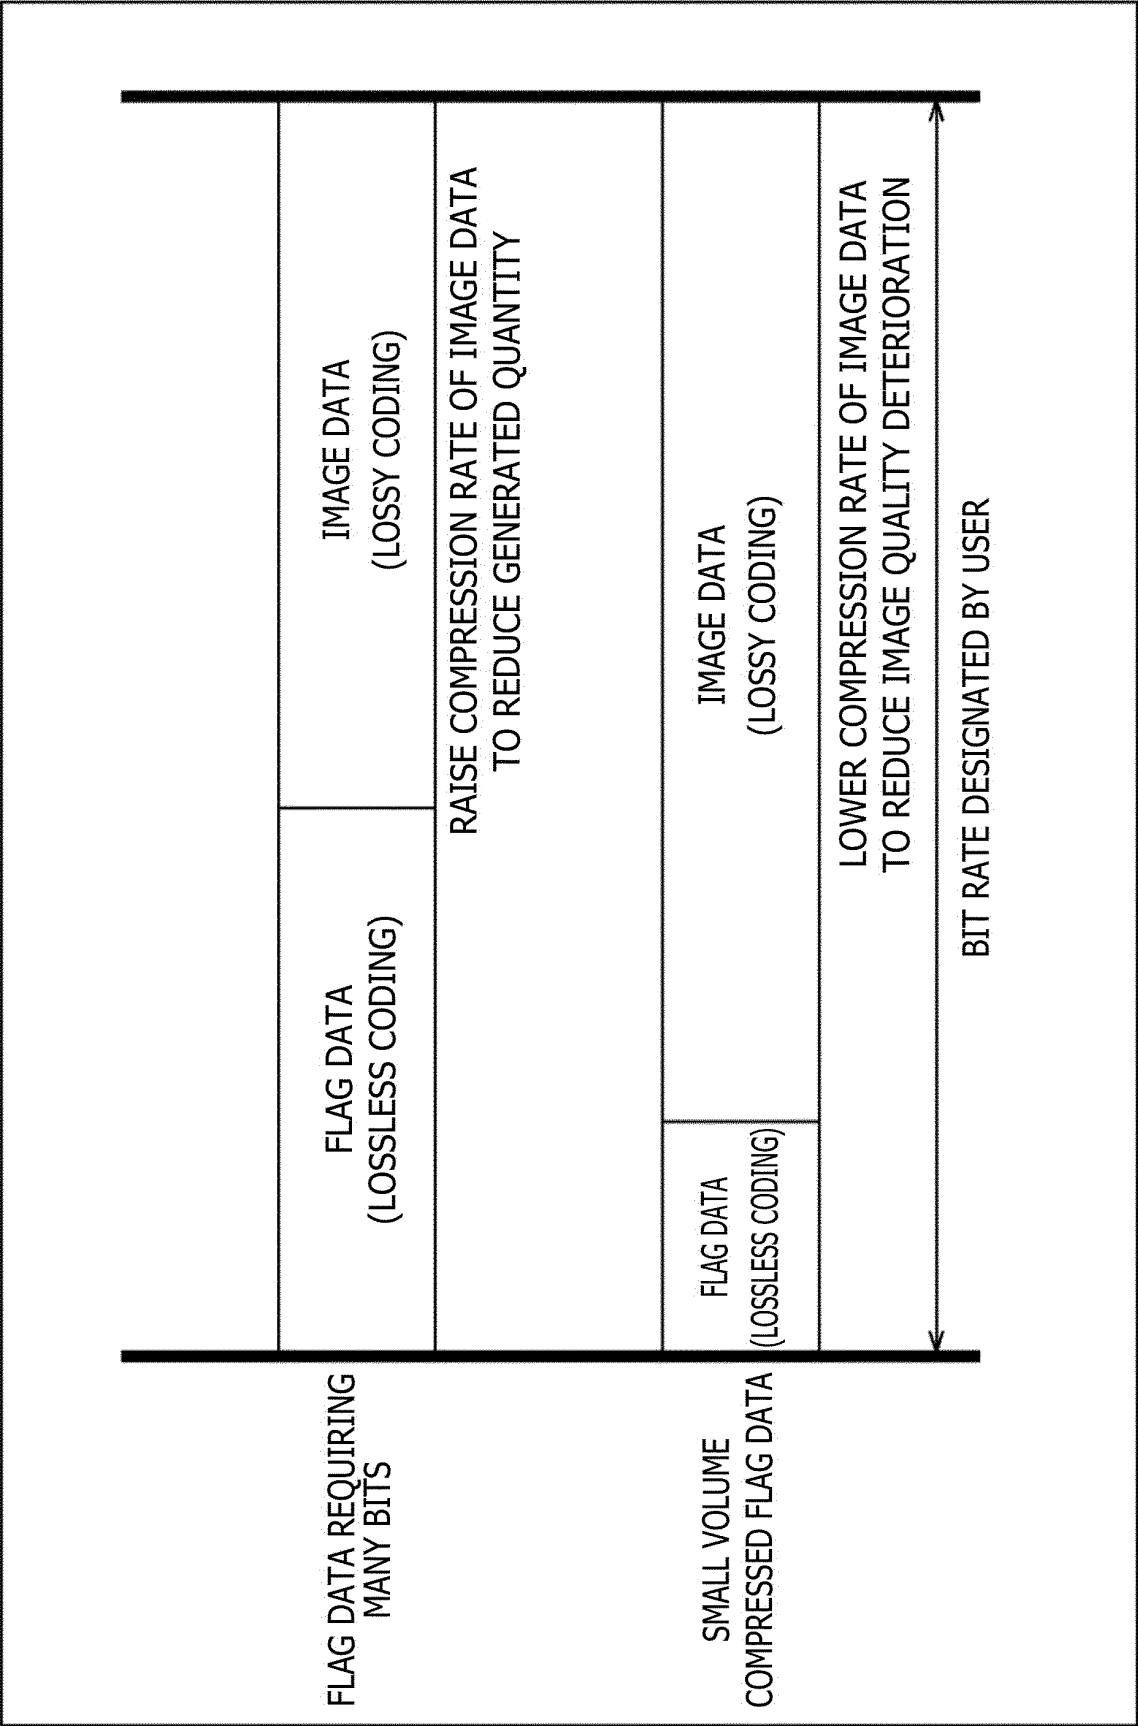 FLAG DATA REQUIRING
MANY BITS
FLAG DATA
(LOSSLESS CODING)
IMAGE DATA
(LOSSY CODING)
RAISE COMPRESSION RATE OF IMAGE DATA
TO REDUCE GENERATED QUANTITY
SMALL VOLUME
COMPRESSED FLAG DATA
FLAG DATA
(LOSSLESS CODING)
IMAGE DATA
(LOSSY CODING)
LOWER COMPRESSION RATE OF IMAGE DATA
TO REDUCE IMAGE QUALITY DETERIORATION
BIT RATE DESIGNATED BY USER